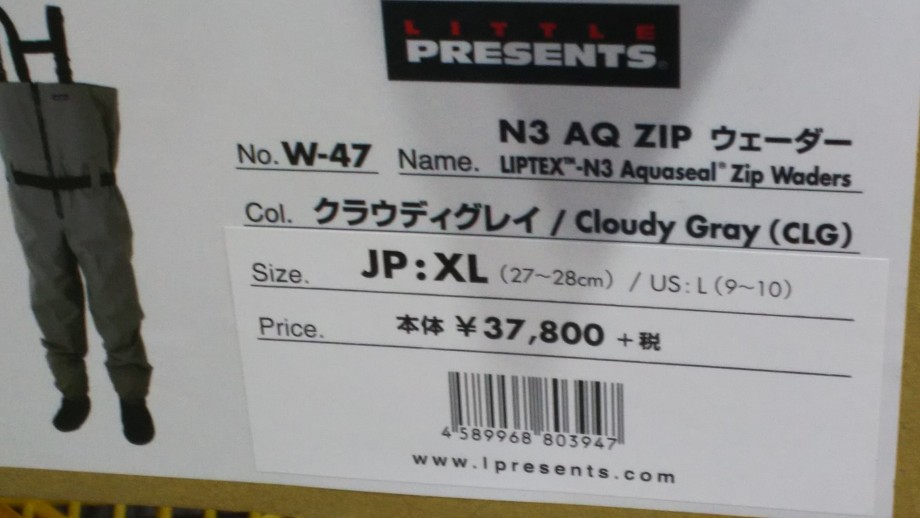 LITTLE
PRESENTS®
No. W-47 Name. N3 AQ ZIP ウェーダー
LIPTEX™-N3 Aquaseal® Zip Waders
Col. クラウディグレイ / Cloudy Gray (CLG)
Size. JP:XL (27~28cm) / US:L (9~10)
Price. 本体 ¥37,800 +税
4 589968 803947
www.lpresents.com